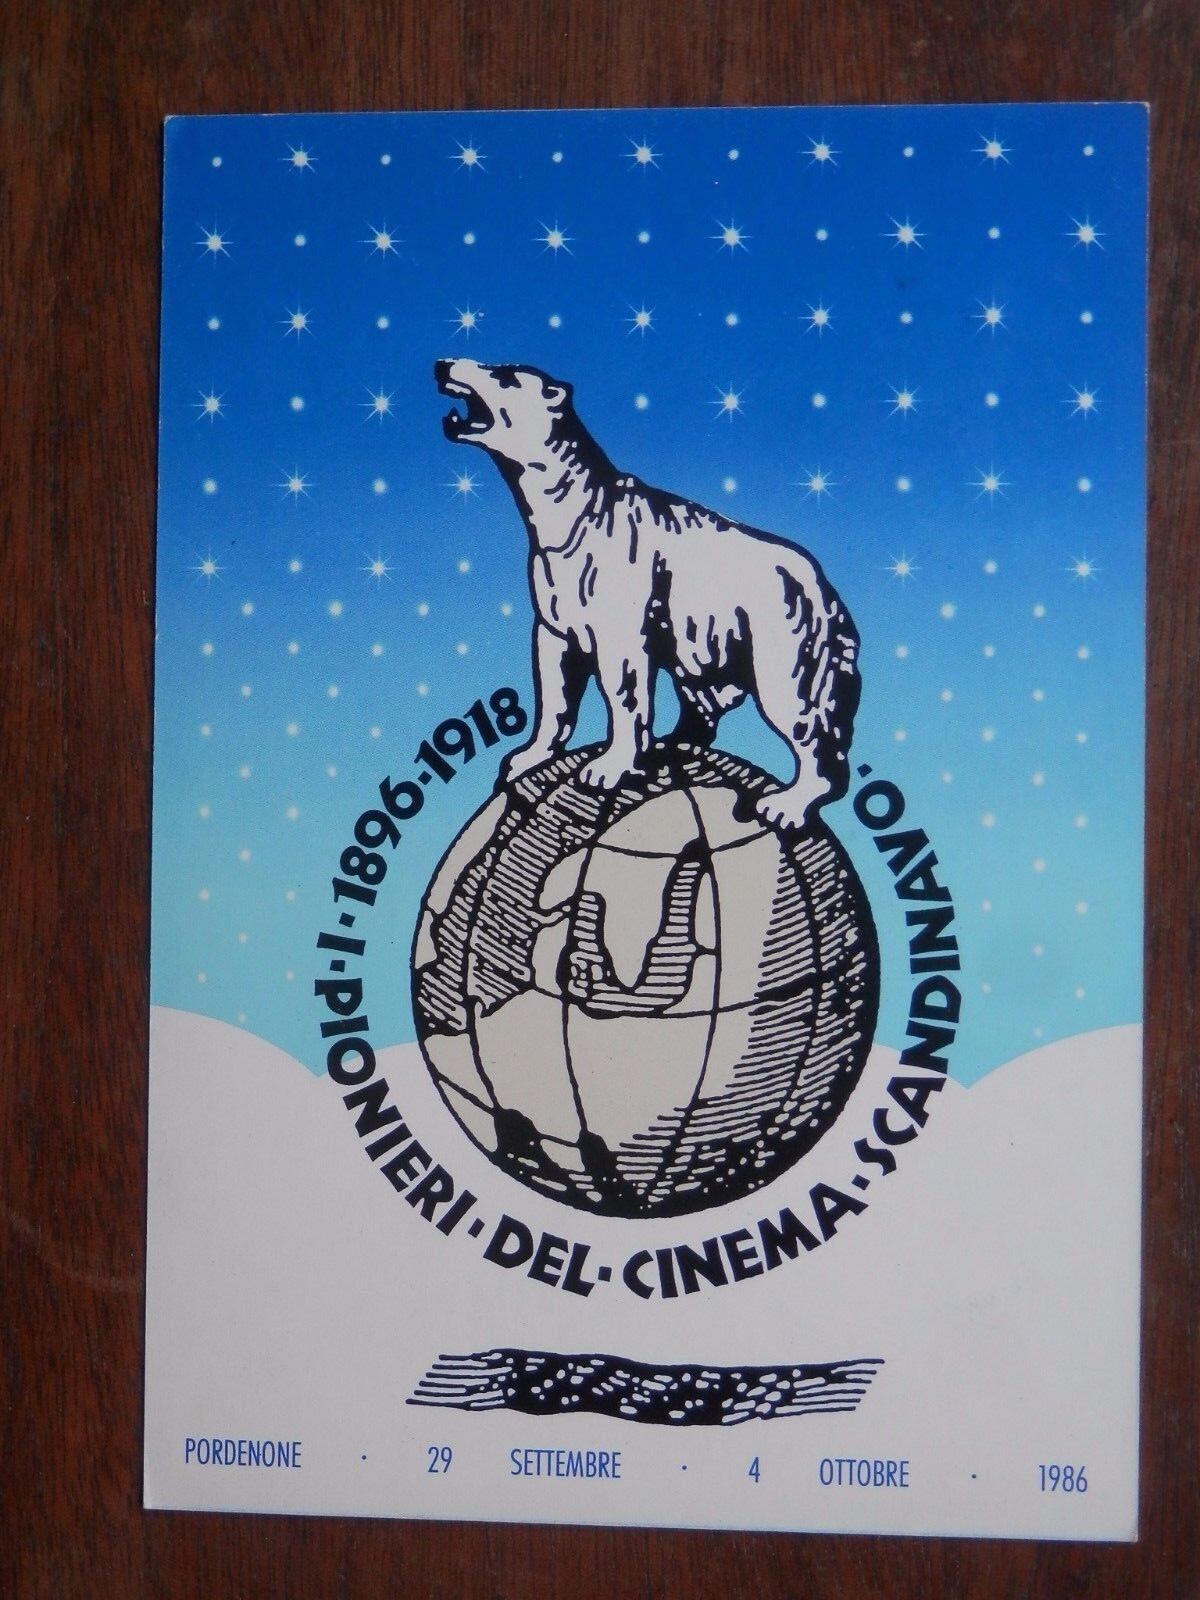 1896-1918
I·PIONIERI·DEL·CINEMA·SCANDINAVO·
PORDENONE · 29 SETTEMBRE · 4 OTTOBRE · 1986